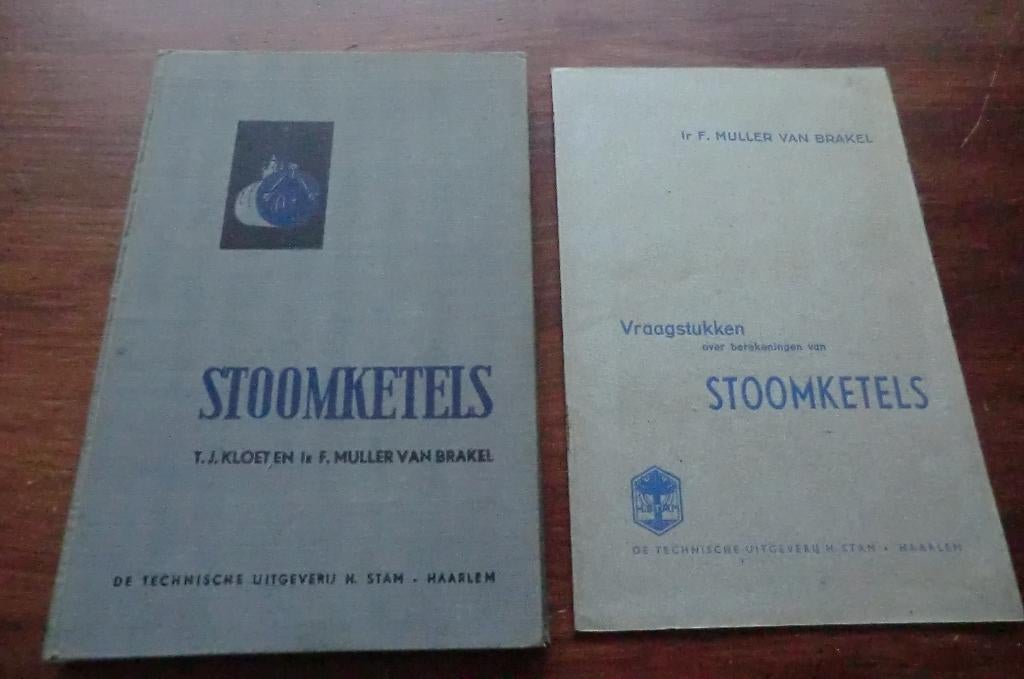 STOOMKETELS
T.J. KLOET EN Ir F. MULLER VAN BRAKEL
DE TECHNISCHE UITGEVERIJ H. STAM - HAARLEM
Ir F. MULLER VAN BRAKEL
Vraagstukken
over berekeningen van
STOOMKETELS
H. STAM
DE TECHNISCHE UITGEVERIJ H. STAM - HAARLEM